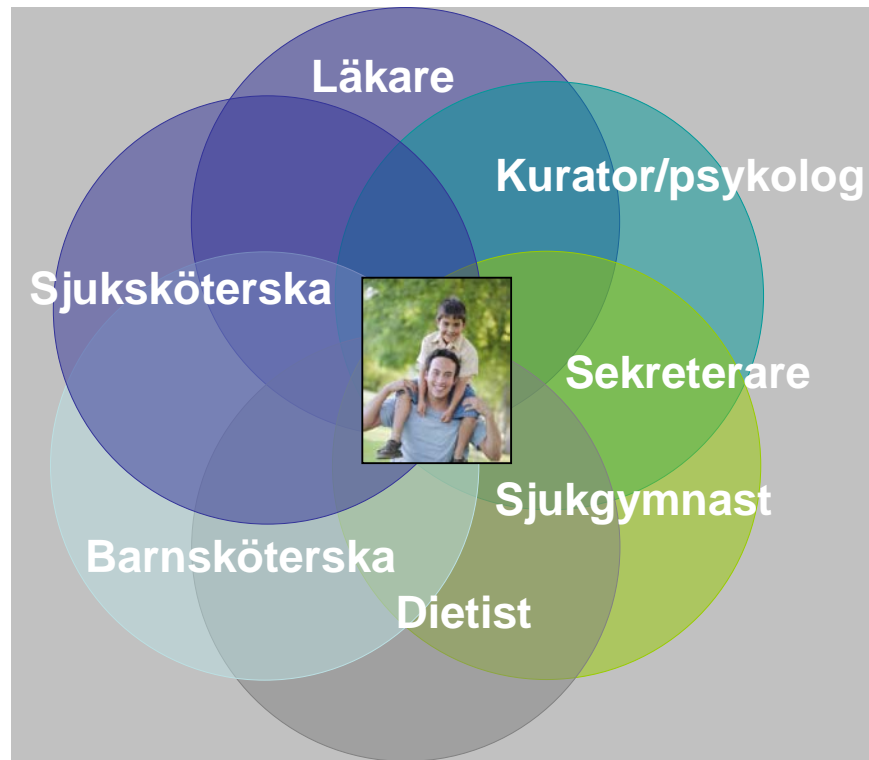 Läkare
Kurator/psykolog
Sjuksköterska
Sekreterare
Sjukgymnast
Barnsköterska
Dietist